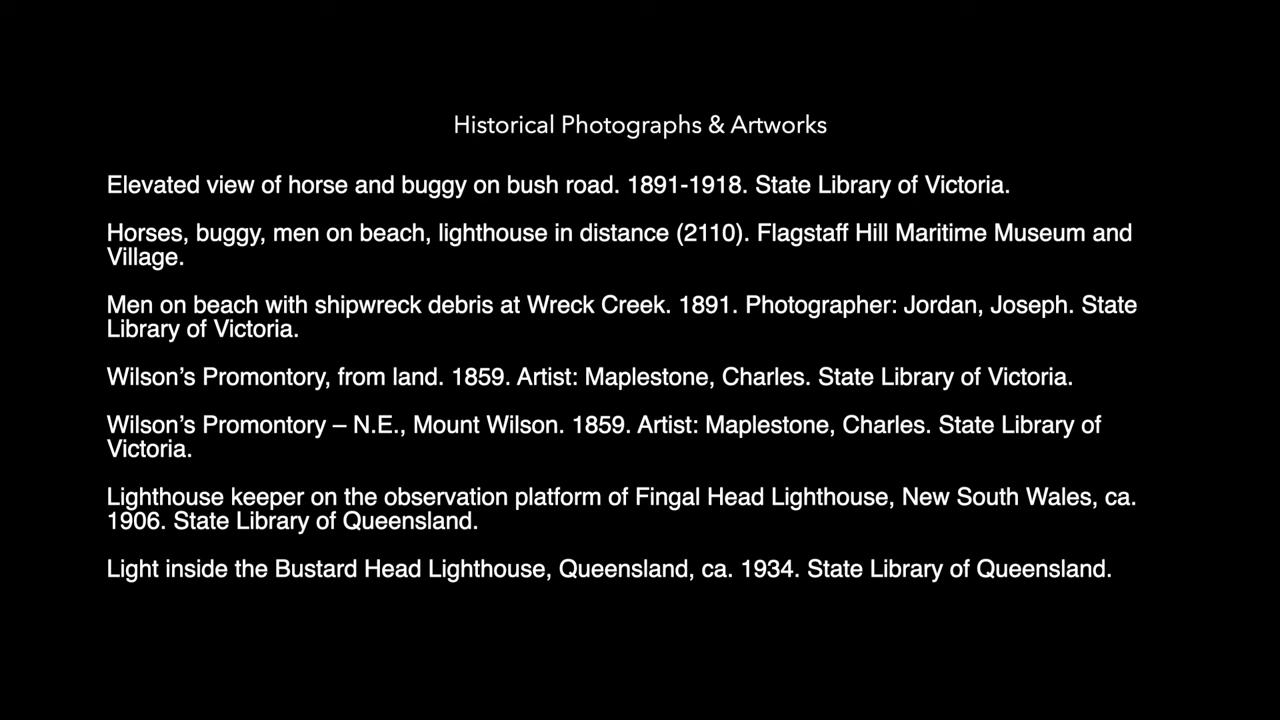 Historical Photographs & Artworks
Elevated view of horse and buggy on bush road. 1891-1918. State Library of Victoria.
Horses, buggy, men on beach, lighthouse in distance (2110). Flagstaff Hill Maritime Museum and
Village.
Men on beach with shipwreck debris at Wreck Creek. 1891. Photographer: Jordan, Joseph. State
Library of Victoria.
Wilson’s Promontory, from land. 1859. Artist: Maplestone, Charles. State Library of Victoria.
Wilson’s Promontory – N.E., Mount Wilson. 1859. Artist: Maplestone, Charles. State Library of
Victoria.
Lighthouse keeper on the observation platform of Fingal Head Lighthouse, New South Wales, ca.
1906. State Library of Queensland.
Light inside the Bustard Head Lighthouse, Queensland, ca. 1934. State Library of Queensland.